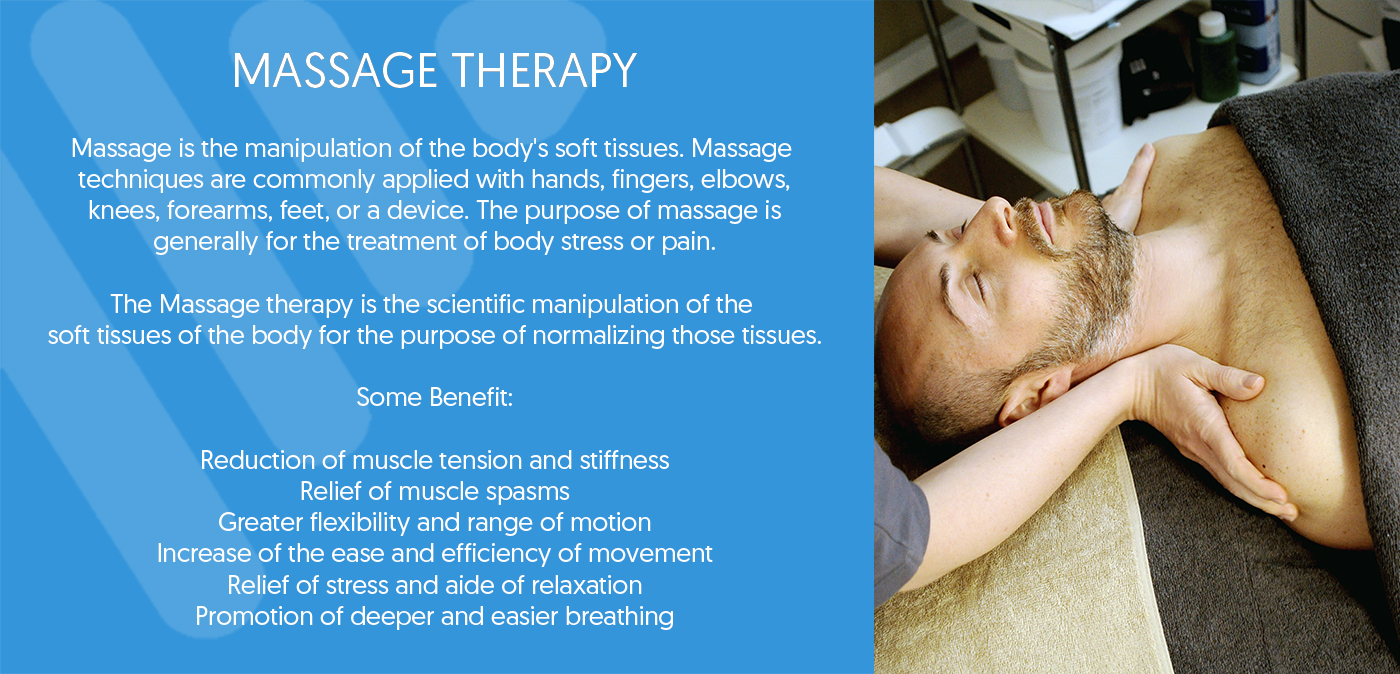 MASSAGE THERAPY
Massage is the manipulation of the body's soft tissues. Massage
techniques are commonly applied with hands, fingers, elbows,
knees, forearms, feet, or a device. The purpose of massage is
generally for the treatment of body stress or pain.
The Massage therapy is the scientific manipulation of the
soft tissues of the body for the purpose of normalizing those tissues.
Some Benefit:
Reduction of muscle tension and stiffness
Relief of muscle spasms
Greater flexibility and range of motion
Increase of the ease and efficiency of movement
Relief of stress and aide of relaxation
Promotion of deeper and easier breathing